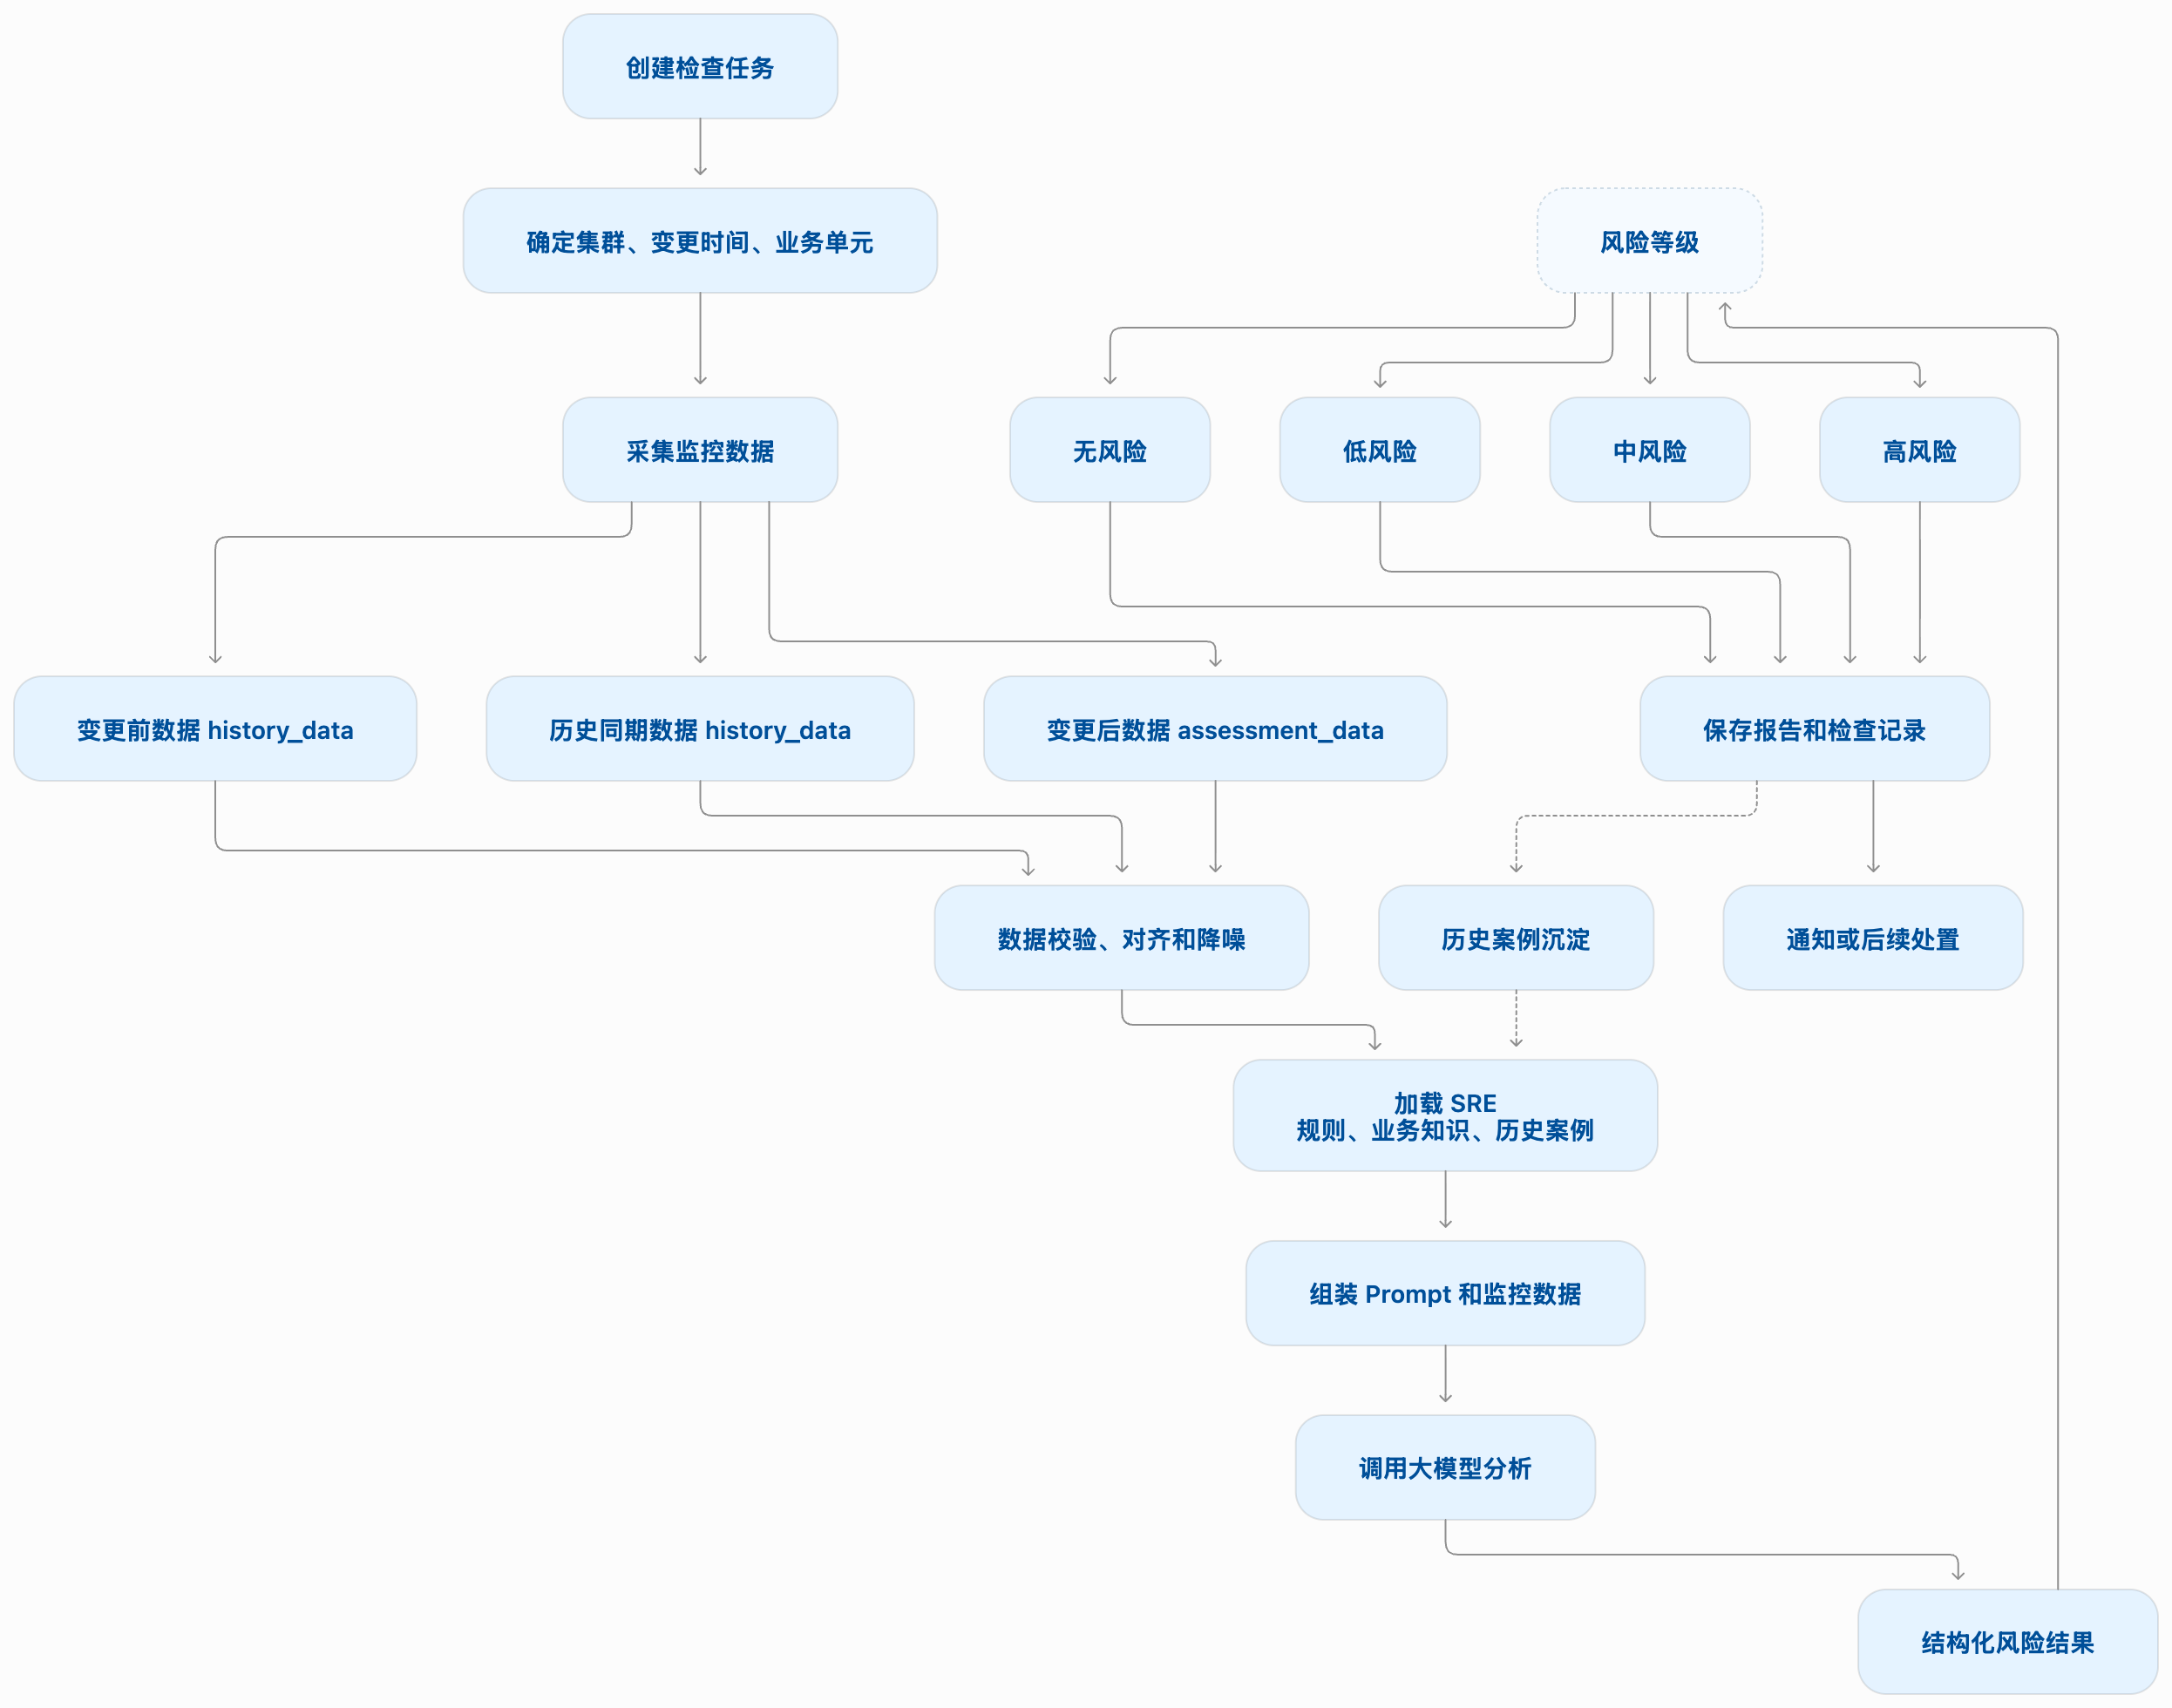 创建检查任务
确定集群、变更时间、业务单元
风险等级
采集监控数据
无风险
低风险
中风险
高风险
变更前数据 history_data
历史同期数据 history_data
变更后数据 assessment_data
保存报告和检查记录
数据校验、对齐和降噪
历史案例沉淀
通知或后续处置
加载 SRE
规则、业务知识、历史案例
组装 Prompt 和监控数据
调用大模型分析
结构化风险结果